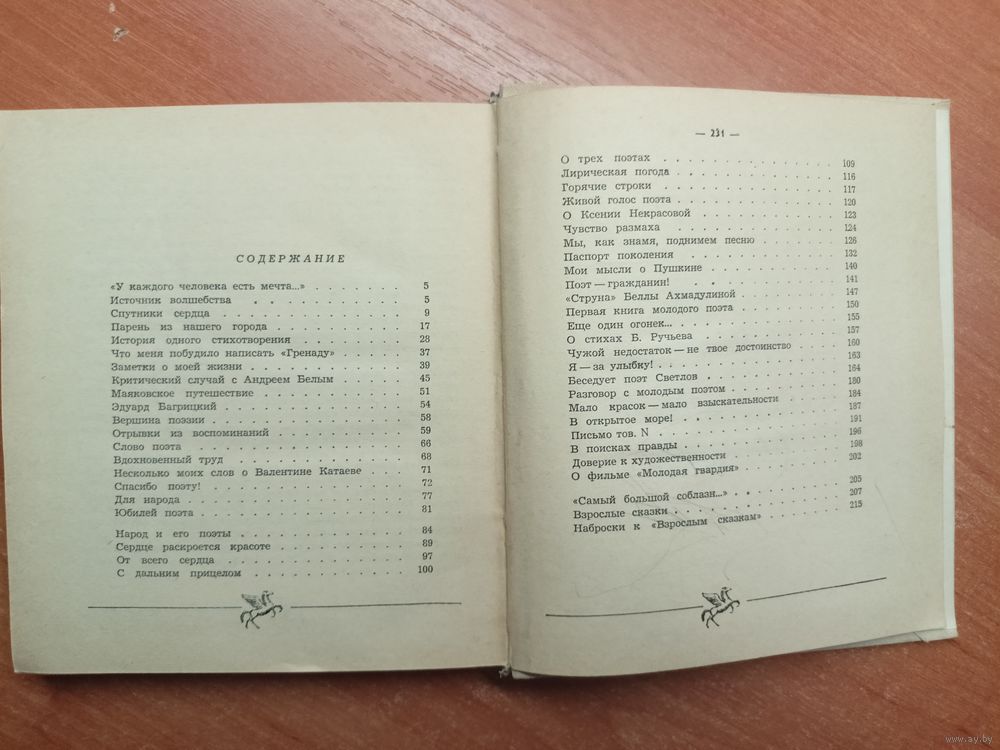 СОДЕРЖАНИЕ
«У каждого человека есть мечта...» . . . . . . . 5
Источник волшебства . . . . . . . . . . 5
Спутники сердца . . . . . . . . . . . . 9
Парень из нашего города . . . . . . . . . 17
История одного стихотворения . . . . . . . . 28
Что меня побудило написать «Гренаду» . . . . . 37
Заметки о моей жизни . . . . . . . . . . 39
Критический случай с Андреем Белым . . . . . 45
Маяковское путешествие . . . . . . . . . 51
Эдуард Багрицкий . . . . . . . . . . . 54
Вершина поэзии . . . . . . . . . . . . 58
Отрывки из воспоминаний . . . . . . . . . 59
Слово поэта . . . . . . . . . . . . . 66
Вдохновенный труд . . . . . . . . . . . 68
Несколько моих слов о Валентине Катаеве . . . . 71
Спасибо поэту! . . . . . . . . . . . . 72
Для народа . . . . . . . . . . . . . 77
Юбилей поэта . . . . . . . . . . . . . 81
Народ и его поэты . . . . . . . . . . . 84
Сердце раскроется красоте . . . . . . . . . 89
От всего сердца . . . . . . . . . . . . 97
С дальним прицелом . . . . . . . . . . . 100
— 231 —
О трех поэтах . . . . . . . . . . . . 109
Лирическая погода . . . . . . . . . . . 116
Горячие строки . . . . . . . . . . . . 117
Живой голос поэта . . . . . . . . . . . 120
О Ксении Некрасовой . . . . . . . . . . 123
Чувство размаха . . . . . . . . . . . . 124
Мы, как знамя, поднимем песню . . . . . . . 126
Паспорт поколения . . . . . . . . . . . 132
Мои мысли о Пушкине . . . . . . . . . . 140
Поэт — гражданин! . . . . . . . . . . . 141
«Струна» Беллы Ахмадулиной . . . . . . . . 147
Первая книга молодого поэта . . . . . . . . 150
Еще один огонек... . . . . . . . . . . . 155
О стихах Б. Ручьева . . . . . . . . . . 157
Чужой недостаток — не твое достоинство . . . . 160
Я — за улыбку! . . . . . . . . . . . . 163
Беседует поэт Светлов . . . . . . . . . . 164
Разговор с молодым поэтом . . . . . . . . 180
Мало красок — мало взыскательности . . . . . 184
В открытое море! . . . . . . . . . . . 187
Письмо тов. N . . . . . . . . . . . . 191
В поисках правды . . . . . . . . . . . 196
Доверие к художественности . . . . . . . . 198
О фильме «Молодая гвардия» . . . . . . . . 202
«Самый большой соблазн...» . . . . . . . . 205
Взрослые сказки . . . . . . . . . . . . 207
Наброски к «Взрослым сказкам» . . . . . . . 215
www.ay.by